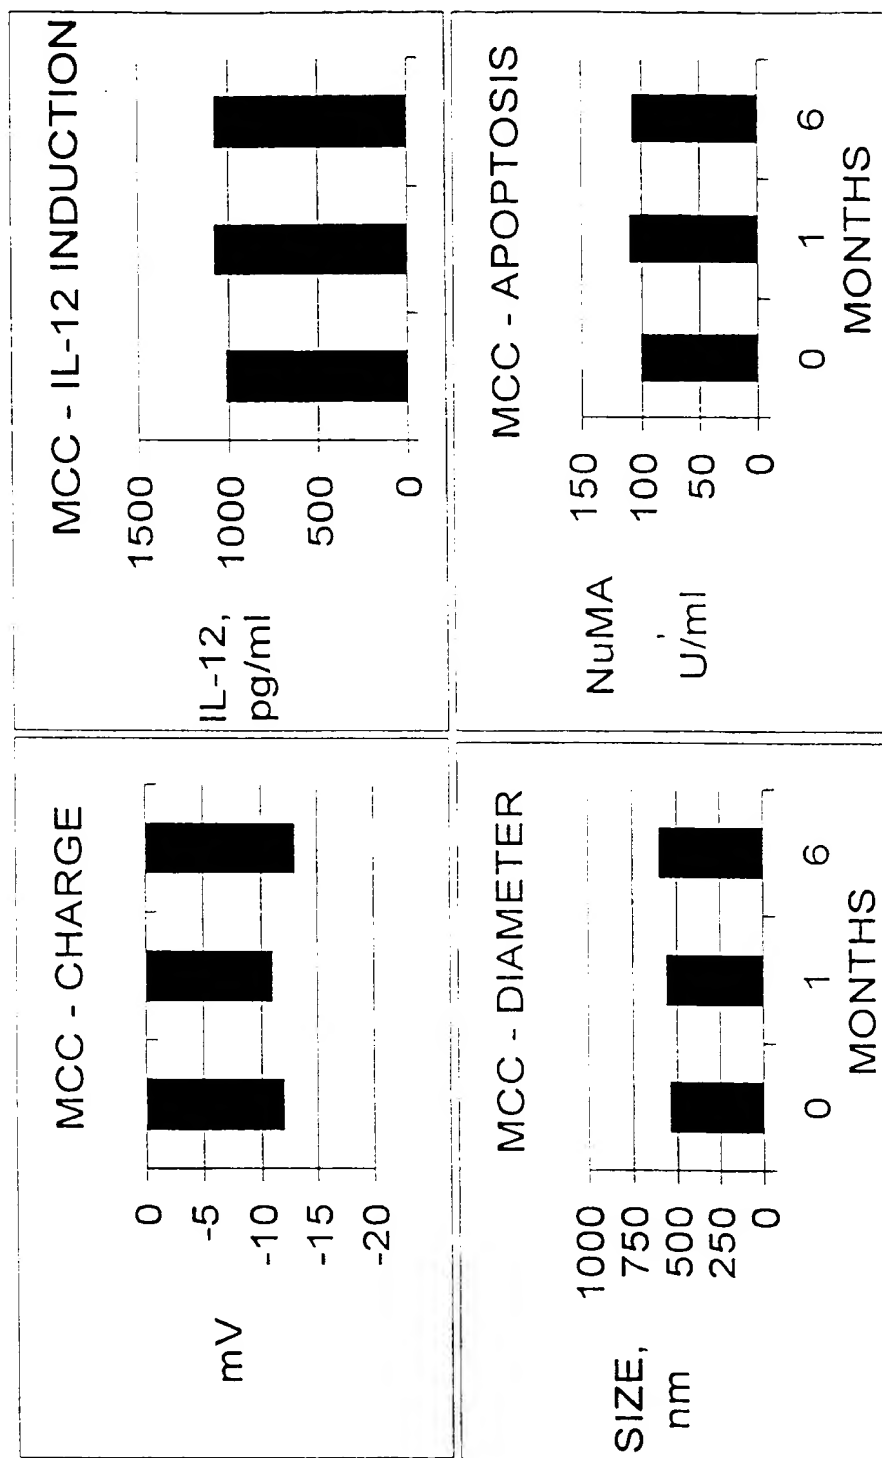 MCC - CHARGE
mV
0
-5
-10
-15
-20
MCC - IL-12 INDUCTION
IL-12,
pg/ml
1500
1000
500
0
MCC - DIAMETER
SIZE,
nm
1000
750
500
250
0
0 1 6
MONTHS
MCC - APOPTOSIS
NuMA
,
U/ml
150
100
50
0
0 1 6
MONTHS